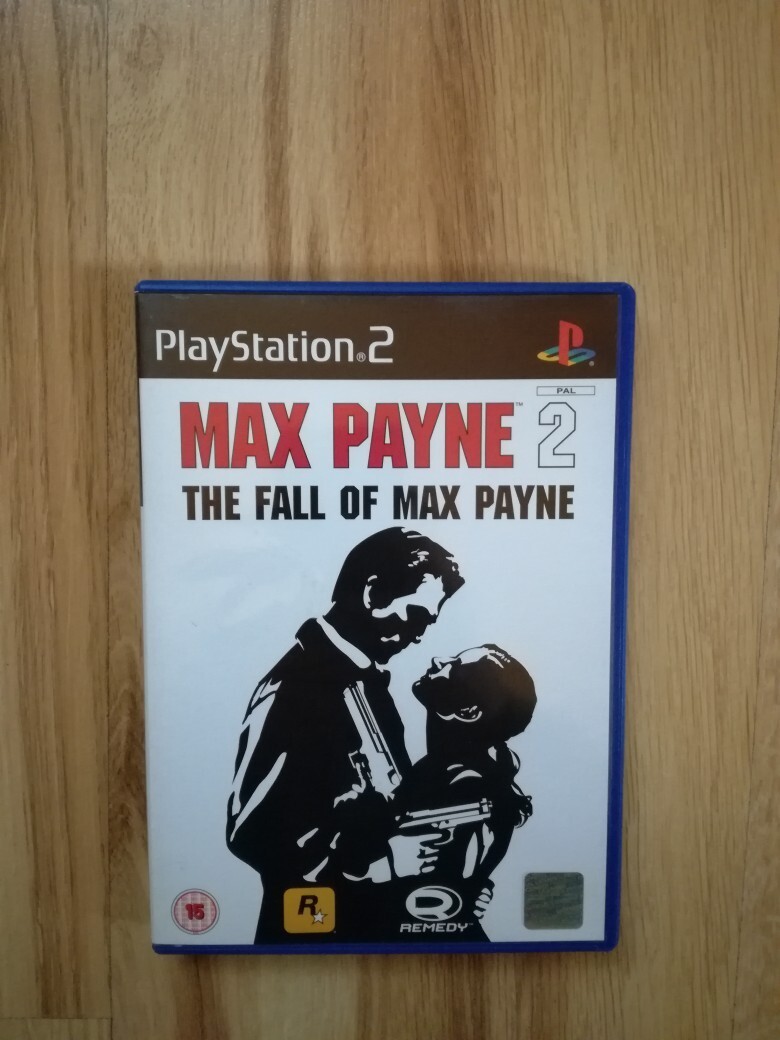 PlayStation®2
PAL
MAX PAYNE™ 2
THE FALL OF MAX PAYNE
15
R
REMEDY™